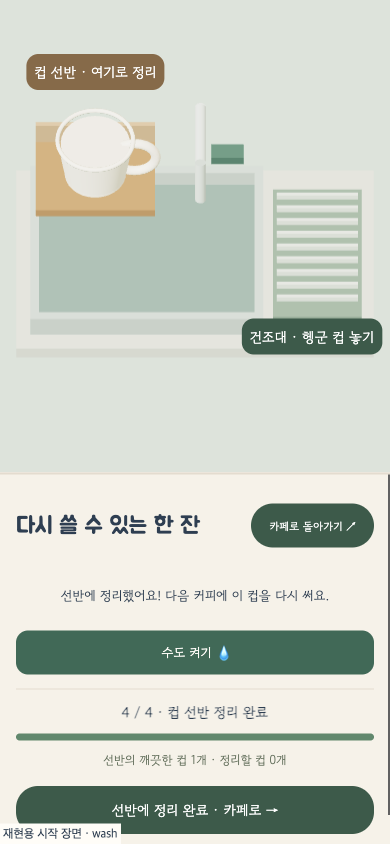 컵 선반 · 여기로 정리
건조대 · 헹군 컵 놓기
다시 쓸 수 있는 한 잔
카페로 돌아가기 ↗
선반에 정리했어요! 다음 커피에 이 컵을 다시 써요.
수도 켜기 💧
4 / 4 · 컵 선반 정리 완료
선반의 깨끗한 컵 1개 · 정리할 컵 0개
선반에 정리 완료 · 카페로 →
재현용 시작 장면 · wash